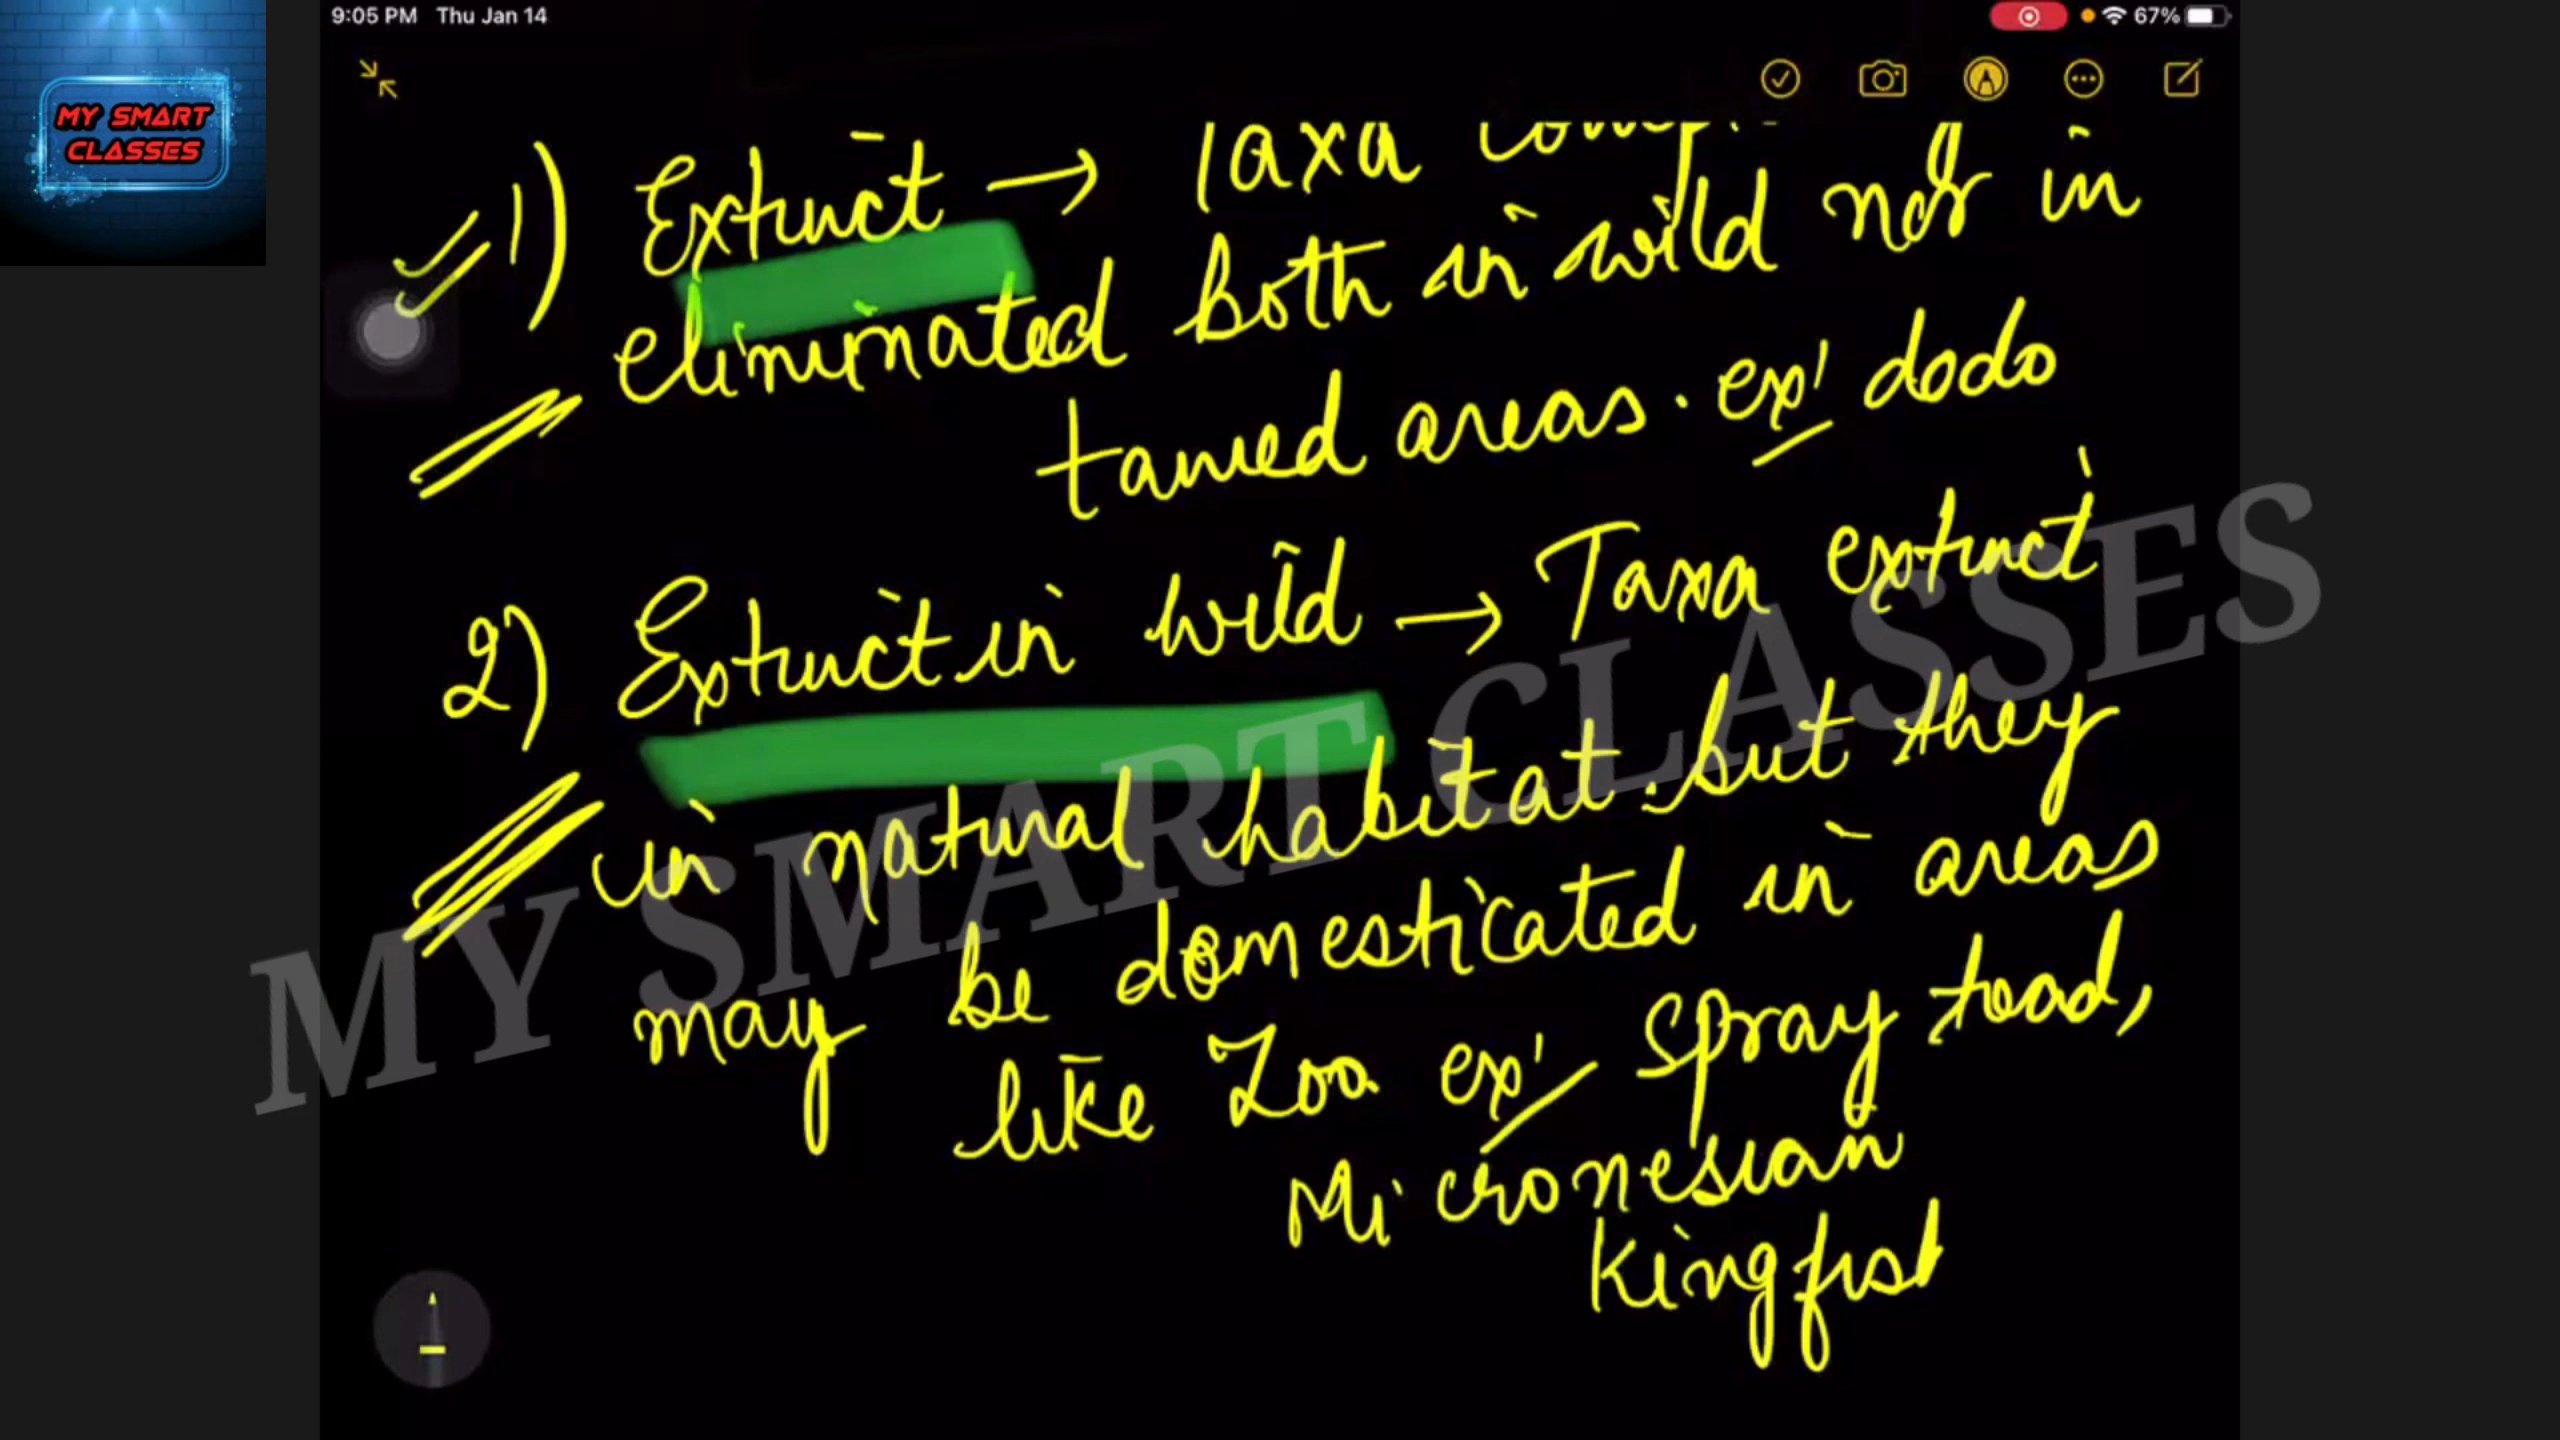 9:05 PM Thu Jan 14
67%
MY SMART
CLASSES
1) Extinct → Taxa
eliminated both in wild nor in
tamed areas. ex' dodo
2) Extinct in wild → Taxa extinct
in natural habitat. but they
may be domesticated in areas
like Zoo ex' spray toad,
Micronesian
Kingfish
MY SMART CLASSES